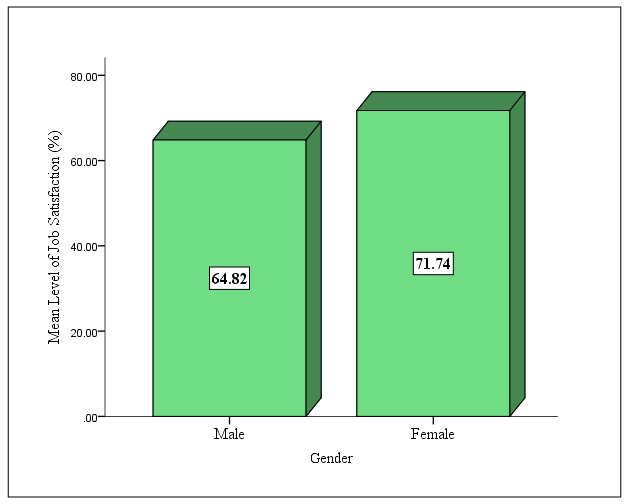 Mean Level of Job Satisfaction (%)
80.00
60.00
40.00
20.00
.00
64.82
71.74
Male
Female
Gender